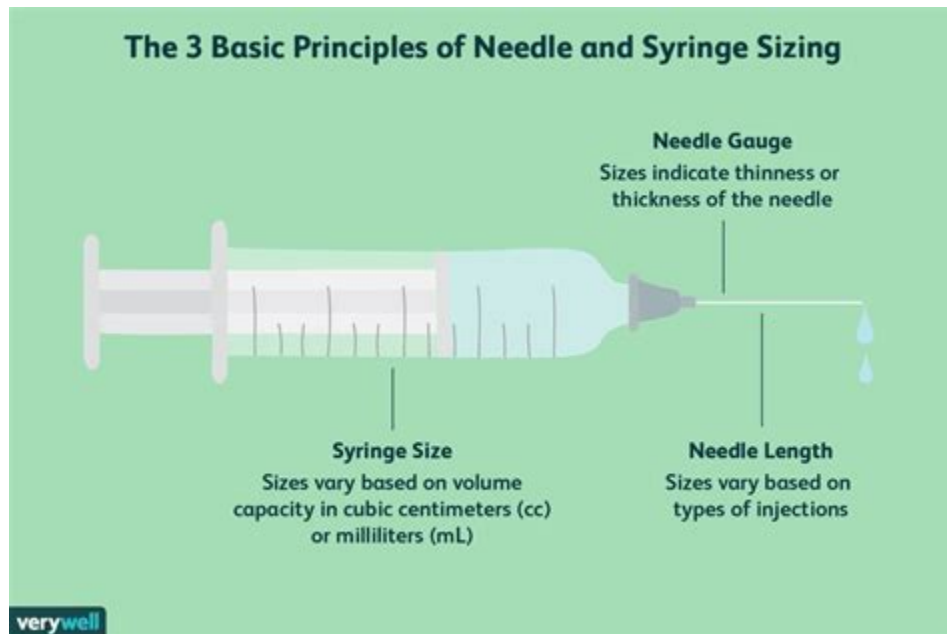 The 3 Basic Principles of Needle and Syringe Sizing
Needle Gauge
Sizes indicate thinness or
thickness of the needle
Syringe Size
Sizes vary based on volume
capacity in cubic centimeters (cc)
or milliliters (mL)
Needle Length
Sizes vary based on
types of injections
verywell